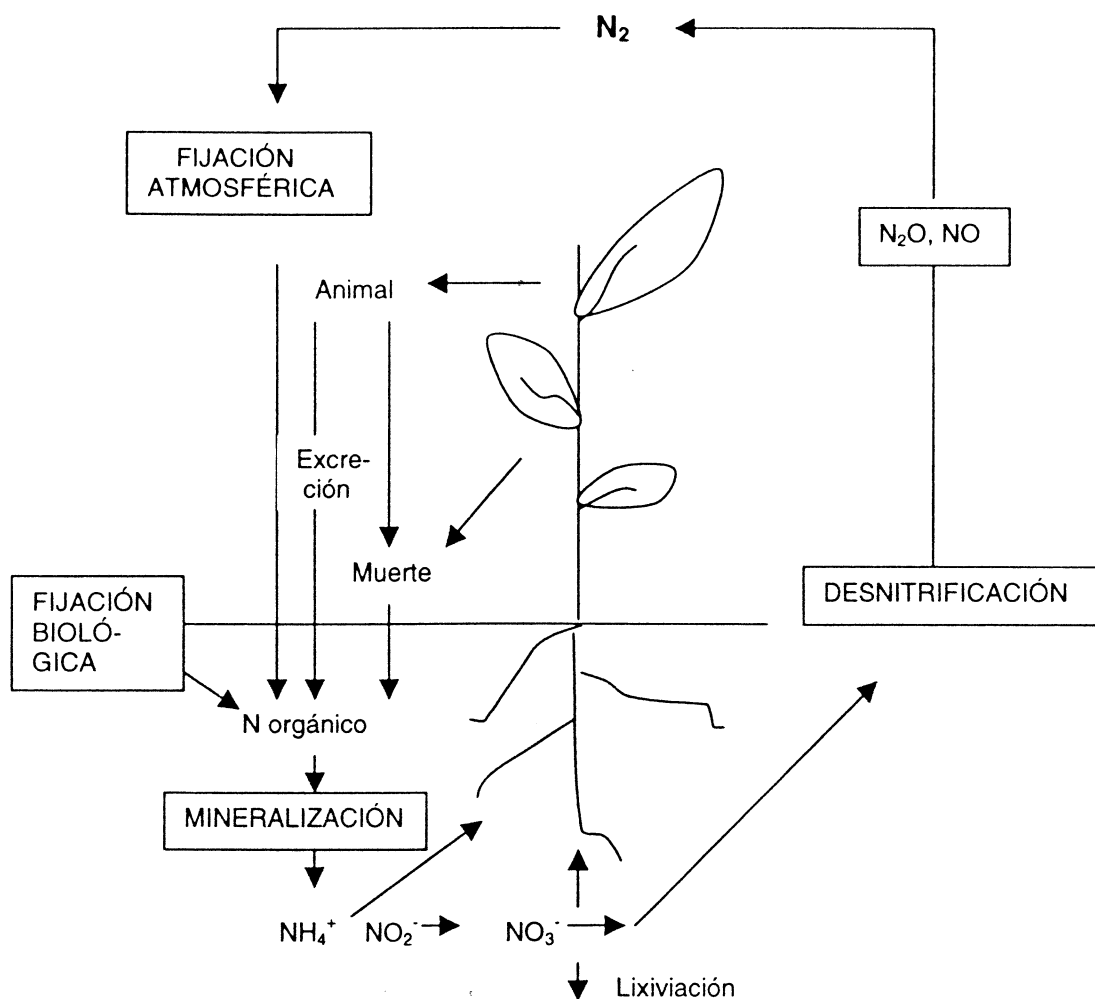 N₂
FIJACIÓN
ATMOSFÉRICA
N₂O, NO
Animal
Excre-
ción
Muerte
FIJACIÓN
BIOLÓ-
GICA
DESNITRIFICACIÓN
N orgánico
MINERALIZACIÓN
NH₄⁺ NO₂⁻ NO₃⁻
Lixiviación